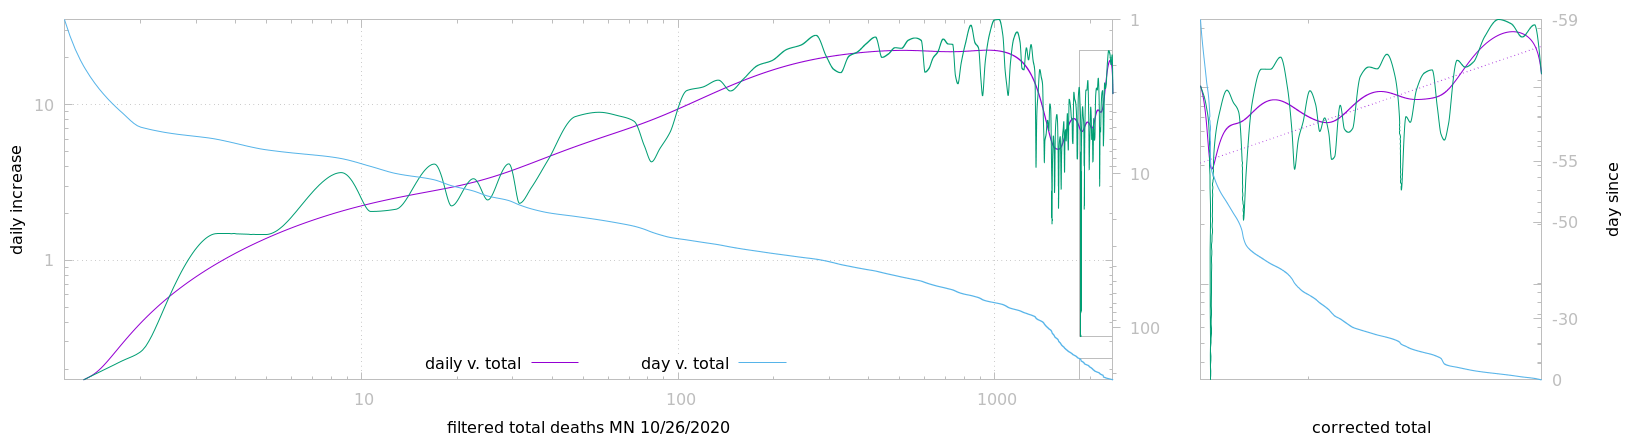 daily increase
10
1
daily v. total
day v. total
10
100
1000
filtered total deaths MN 10/26/2020
1
10
100
-59
-55
-50
-30
0
day since
corrected total